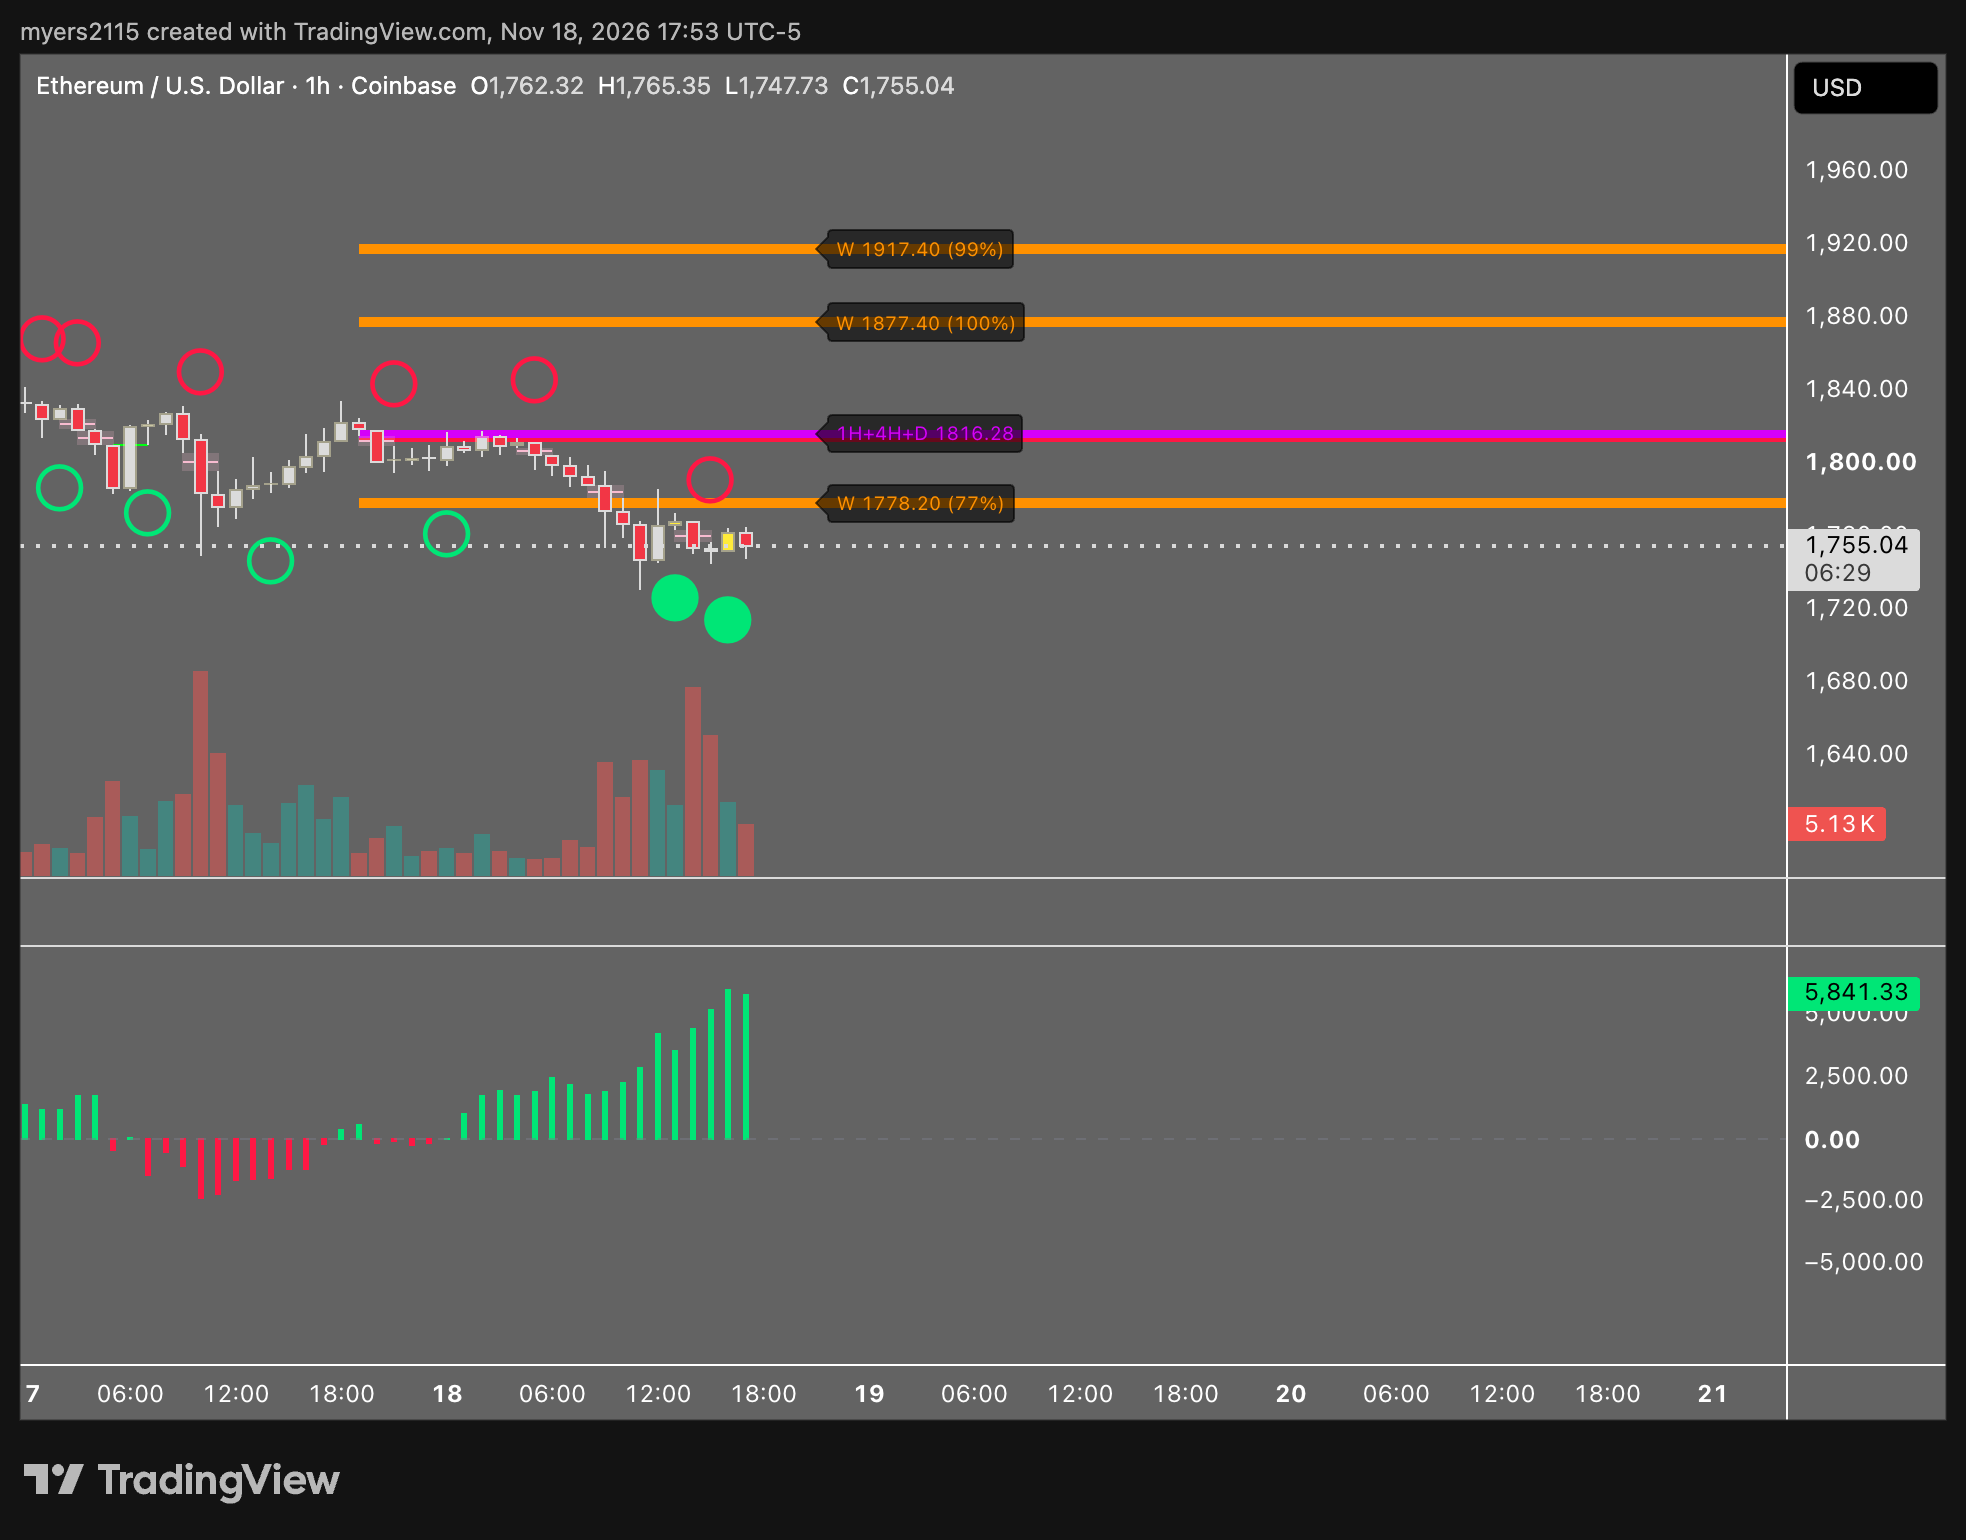 myers2115 created with TradingView.com, Nov 18, 2026 17:53 UTC-5
Ethereum / U.S. Dollar · 1h · Coinbase O1,762.32 H1,765.35 L1,747.73 C1,755.04
USD
1,960.00
W 1917.40 (99%)
1,920.00
W 1877.40 (100%)
1,880.00
1,840.00
1H+4H+D 1816.28
1,800.00
W 1778.20 (77%)
1,755.04
06:29
1,720.00
1,680.00
1,640.00
5.13 K
5,841.33
5,000.00
2,500.00
0.00
−2,500.00
−5,000.00
7 06:00 12:00 18:00 18 06:00 12:00 18:00 19 06:00 12:00 18:00 20 06:00 12:00 18:00 21
TradingView